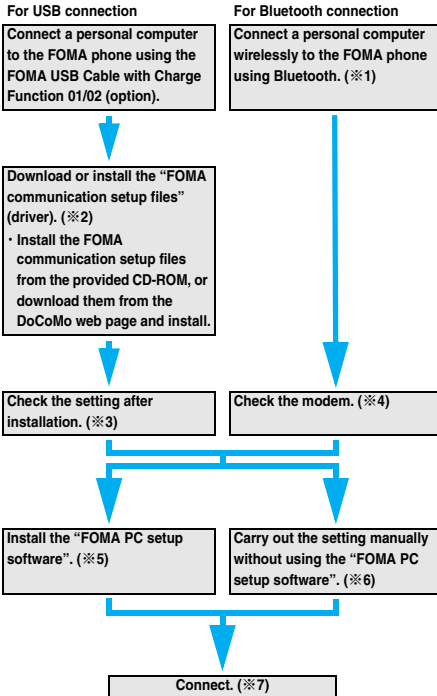 For USB connection
Connect a personal computer
to the FOMA phone using the
FOMA USB Cable with Charge
Function 01/02 (option).
For Bluetooth connection
Connect a personal computer
wirelessly to the FOMA phone
using Bluetooth. (※1)
Download or install the “FOMA
communication setup files”
(driver). (※2)
・Install the FOMA
communication setup files
from the provided CD-ROM, or
download them from the
DoCoMo web page and install.
Check the setting after
installation. (※3)
Check the modem. (※4)
Install the “FOMA PC setup
software”. (※5)
Carry out the setting manually
without using the “FOMA PC
setup software”. (※6)
Connect. (※7)